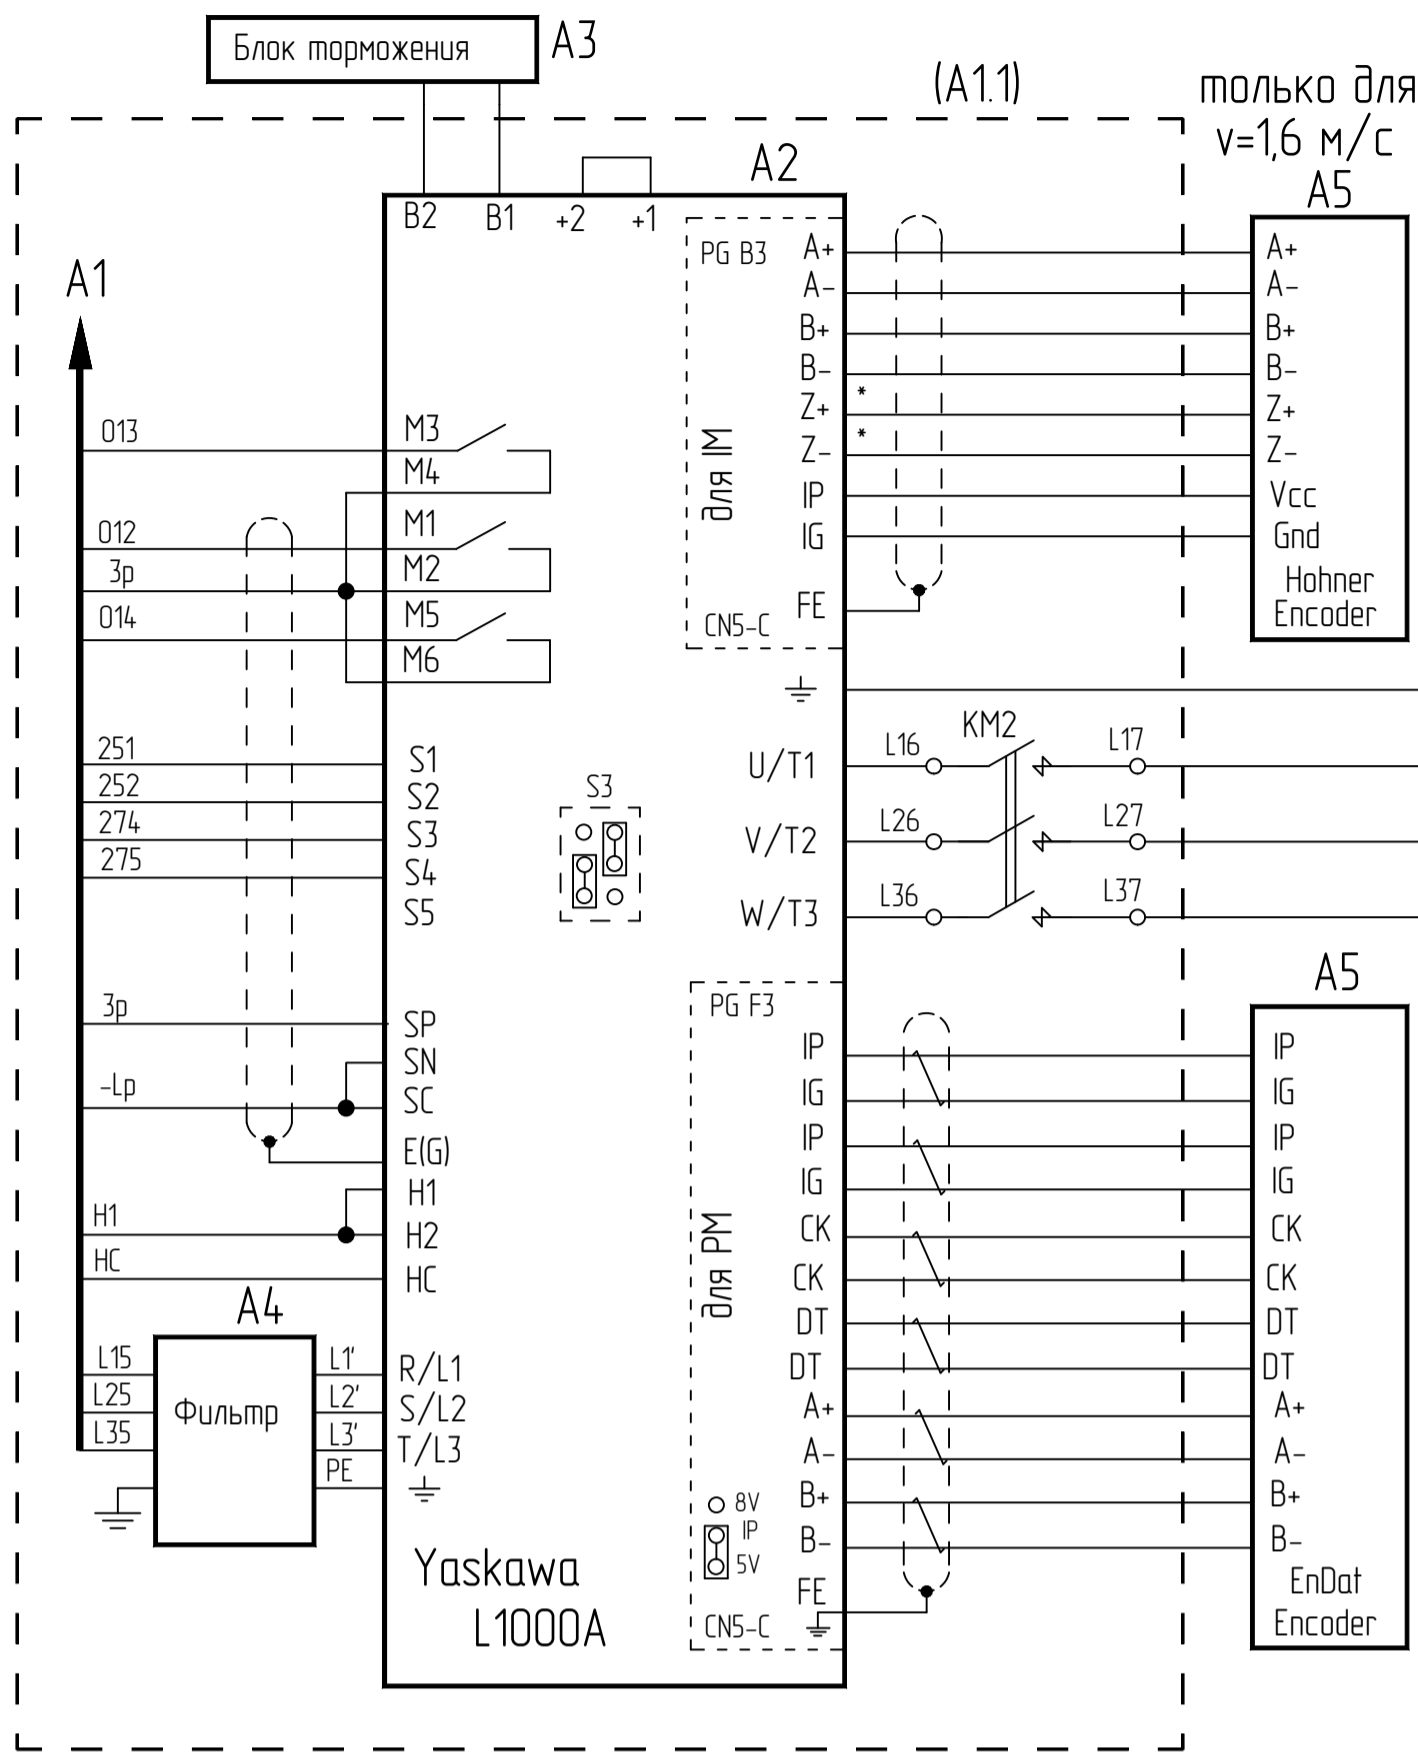 Блок торможения
A3
(A1.1)
только для
v=1,6 м/с
A5
A2
B2
B1
+2
+1
A1
PG B3
A+
A-
B+
B-
*
Z+
*
Z-
IP
IG
FE
для IM
CN5-C
A+
A-
B+
B-
Z+
Z-
Vcc
Gnd
Hohner
Encoder
013
M3
M4
012
M1
3p
M2
014
M5
M6
251
S1
252
S2
274
S3
275
S4
S5
S3
U/T1
L16
KM2
L17
V/T2
L26
L27
W/T3
L36
L37
3p
SP
SN
-Lp
SC
E(G)
H1
H1
H2
HC
HC
A4
L15
L25
L35
Фильтр
L1'
L2'
L3'
PE
R/L1
S/L2
T/L3
Yaskawa
L1000A
PG F3
IP
IG
IP
IG
CK
CK
DT
DT
A+
A-
B+
B-
FE
для PM
8V
IP
5V
CN5-C
A5
IP
IG
IP
IG
CK
CK
DT
DT
A+
A-
B+
B-
EnDat
Encoder